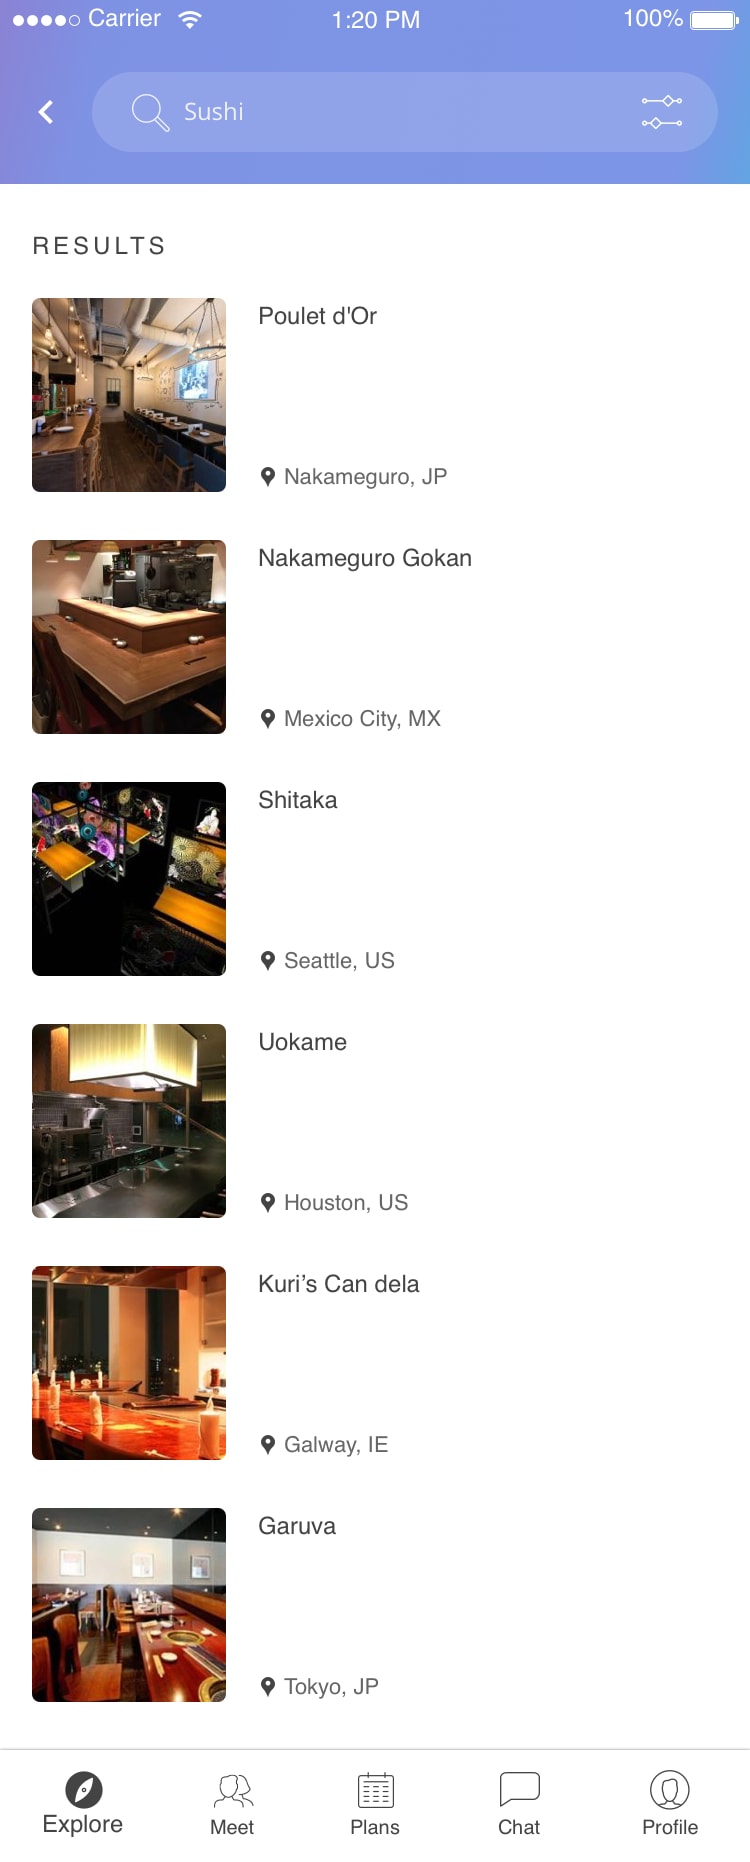 Carrier 1:20 PM 100%
Sushi
RESULTS
Poulet d'Or
Nakameguro, JP
Nakameguro Gokan
Mexico City, MX
Shitaka
Seattle, US
Uokame
Houston, US
Kuri’s Can dela
Galway, IE
Garuva
Tokyo, JP
Explore Meet Plans Chat Profile